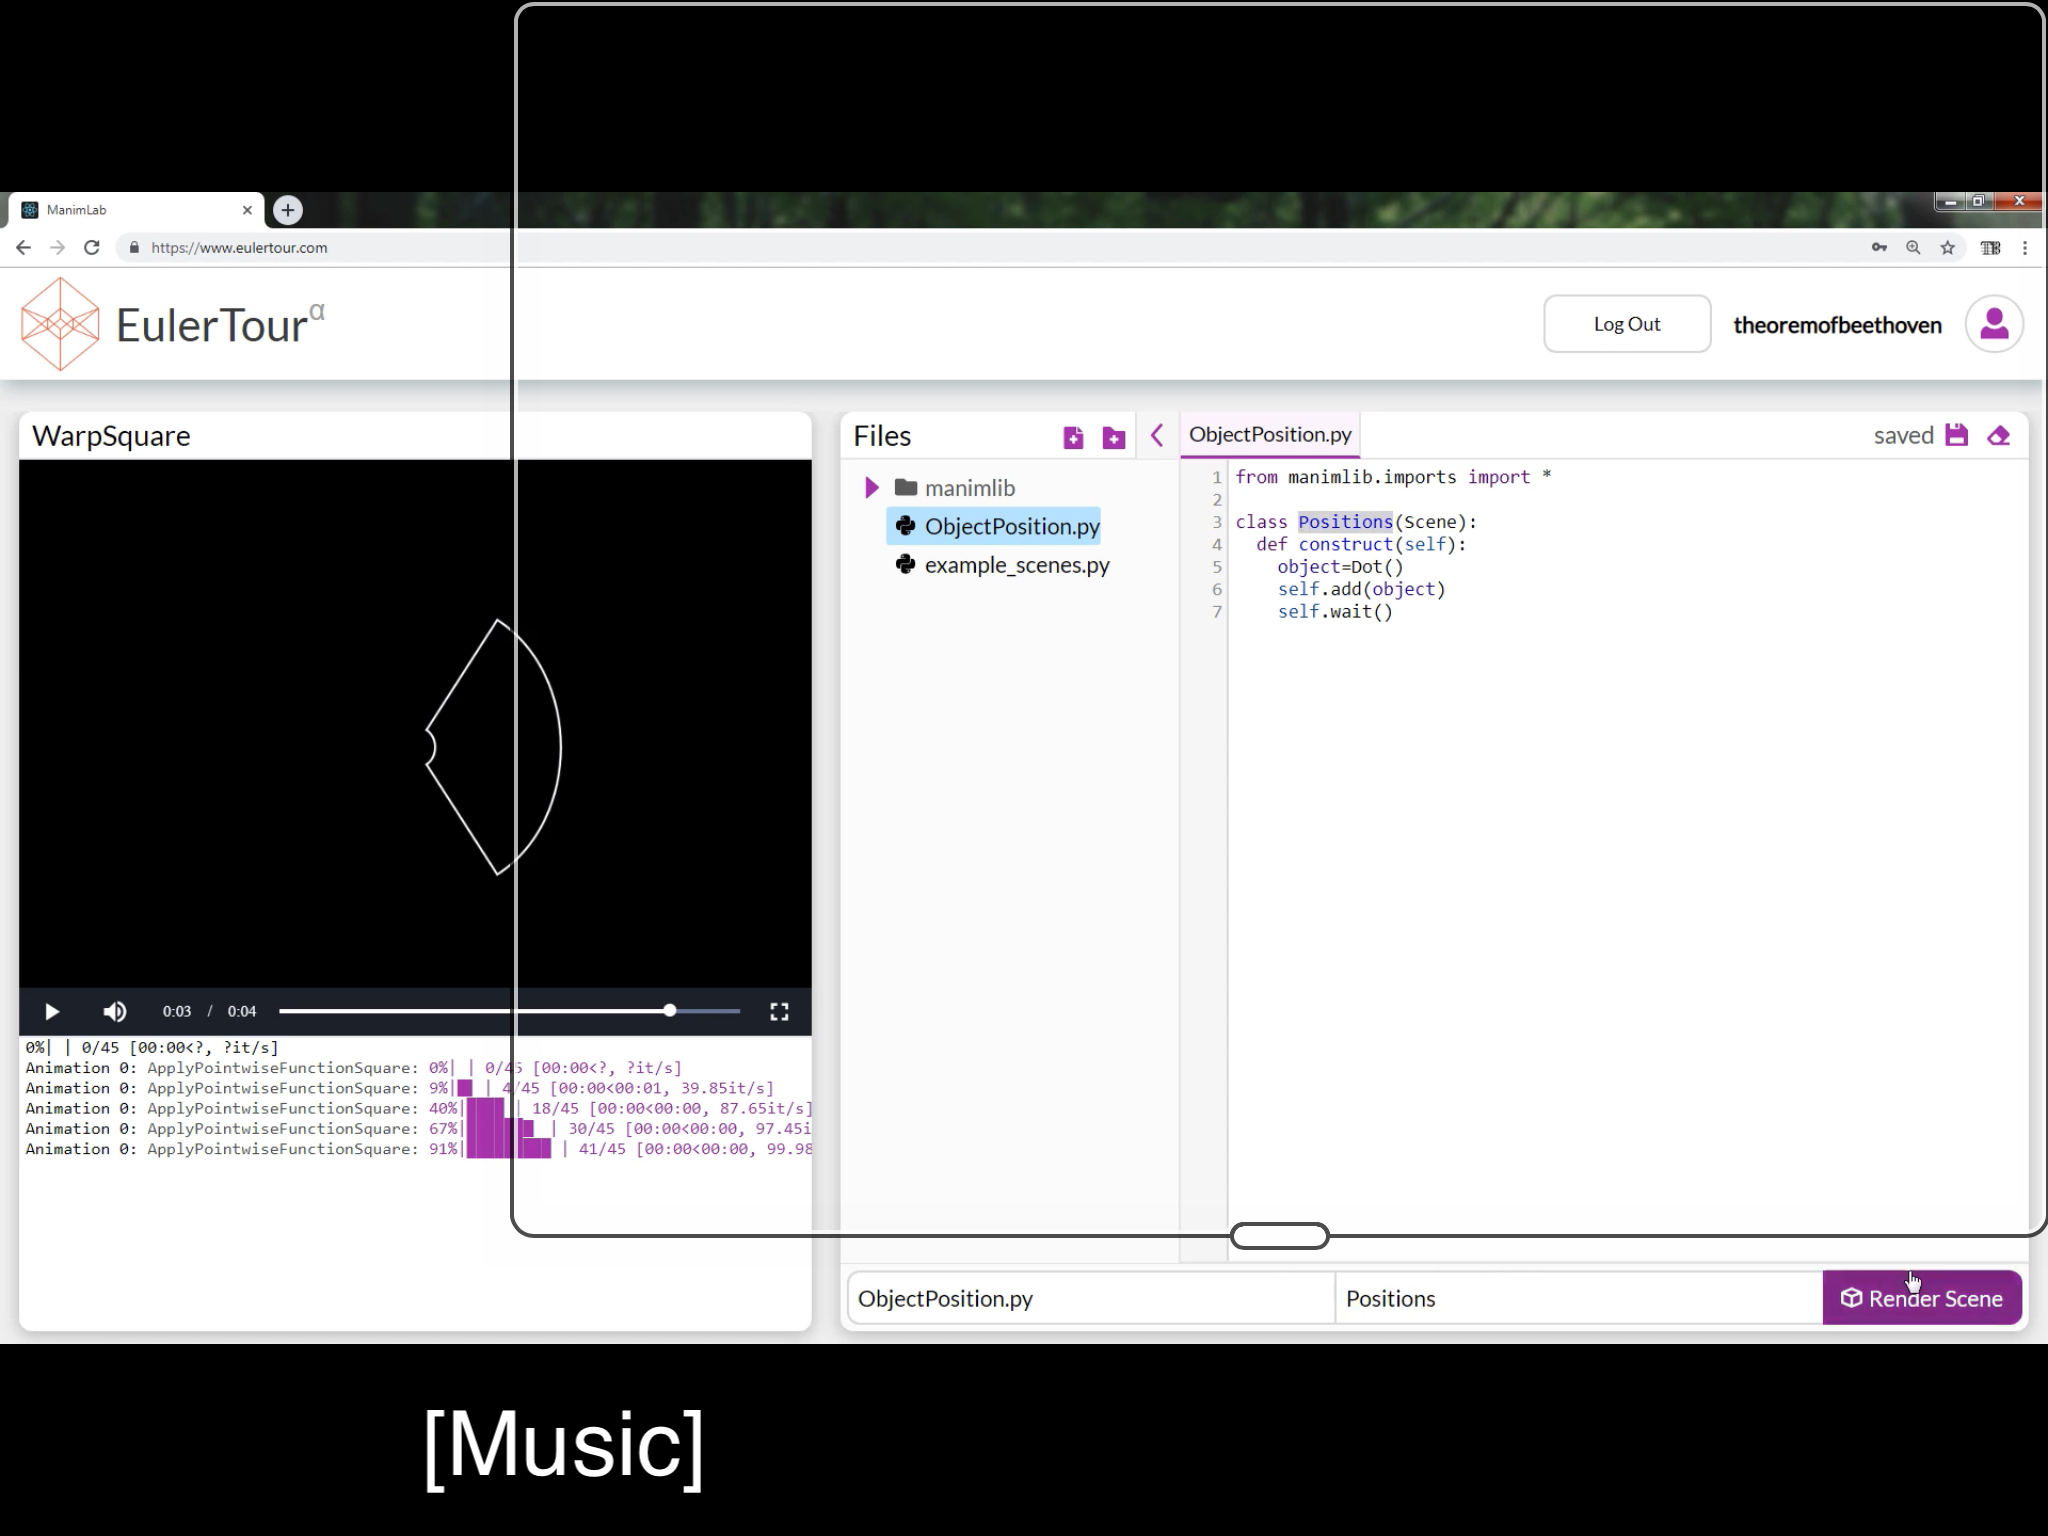 ManimLab
https://www.eulertour.com
EulerTour α
Log Out
theoremofbeethoven
WarpSquare
Files
ObjectPosition.py
saved
manimlib
ObjectPosition.py
example_scenes.py
1 from manimlib.imports import *
2
3 class Positions(Scene):
4 def construct(self):
5 object=Dot()
6 self.add(object)
7 self.wait()
0:03 / 0:04
0%| | 0/45 [00:00<?, ?it/s]
Animation 0: ApplyPointwiseFunctionSquare: 0%| | 0/45 [00:00<?, ?it/s]
Animation 0: ApplyPointwiseFunctionSquare: 9%| | 4/45 [00:00<00:01, 39.85it/s]
Animation 0: ApplyPointwiseFunctionSquare: 40%| | 18/45 [00:00<00:00, 87.65it/s]
Animation 0: ApplyPointwiseFunctionSquare: 67%| | 30/45 [00:00<00:00, 97.45i
Animation 0: ApplyPointwiseFunctionSquare: 91%| | 41/45 [00:00<00:00, 99.98
ObjectPosition.py
Positions
Render Scene
[Music]